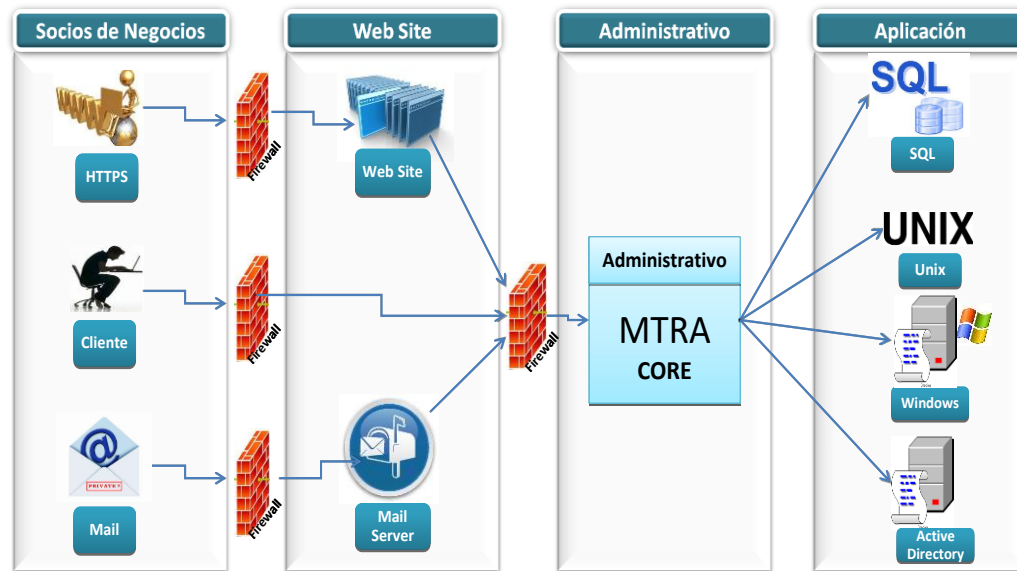 Socios de Negocios
Web Site
Administrativo
Aplicación
HTTPS
Firewall
Web Site
SQL
SQL
Cliente
Firewall
Firewall
Administrativo
MTRA
CORE
UNIX
Unix
Windows
@
PRIVATE
Mail
Firewall
Mail
Server
Active
Directory